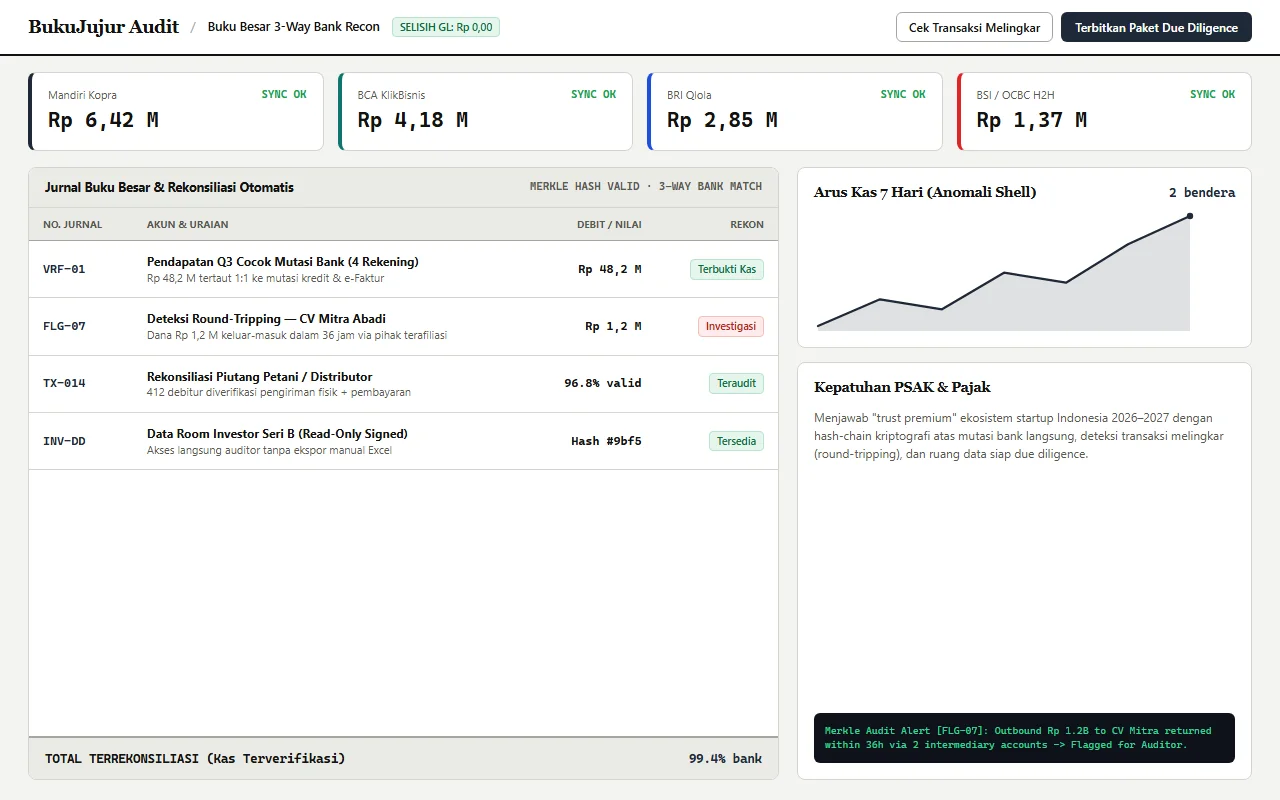 BukuJujur Audit / Buku Besar 3-Way Bank Recon SELISIH GL: Rp 0,00 Cek Transaksi Melingkar Terbitkan Paket Due Diligence
Mandiri Kopra SYNC OK
Rp 6,42 M
BCA KlikBisnis SYNC OK
Rp 4,18 M
BRI Qlola SYNC OK
Rp 2,85 M
BSI / OCBC H2H SYNC OK
Rp 1,37 M
Jurnal Buku Besar & Rekonsiliasi Otomatis MERKLE HASH VALID · 3-WAY BANK MATCH
NO. JURNAL AKUN & URAIAN DEBIT / NILAI REKON
VRF-01 Pendapatan Q3 Cocok Mutasi Bank (4 Rekening) Rp 48,2 M Terbukti Kas
Rp 48,2 M tertaut 1:1 ke mutasi kredit & e-Faktur
FLG-07 Deteksi Round-Tripping — CV Mitra Abadi Rp 1,2 M Investigasi
Dana Rp 1,2 M keluar-masuk dalam 36 jam via pihak terafiliasi
TX-014 Rekonsiliasi Piutang Petani / Distributor 96.8% valid Teraudit
412 debitur diverifikasi pengiriman fisik + pembayaran
INV-DD Data Room Investor Seri B (Read-Only Signed) Hash #9bf5 Tersedia
Akses langsung auditor tanpa ekspor manual Excel
TOTAL TERREKONSILIASI (Kas Terverifikasi) 99.4% bank
Arus Kas 7 Hari (Anomali Shell) 2 bendera
Kepatuhan PSAK & Pajak
Menjawab "trust premium" ekosistem startup Indonesia 2026–2027 dengan
hash-chain kriptografi atas mutasi bank langsung, deteksi transaksi melingkar
(round-tripping), dan ruang data siap due diligence.
Merkle Audit Alert [FLG-07]: Outbound Rp 1.2B to CV Mitra returned
within 36h via 2 intermediary accounts -> Flagged for Auditor.